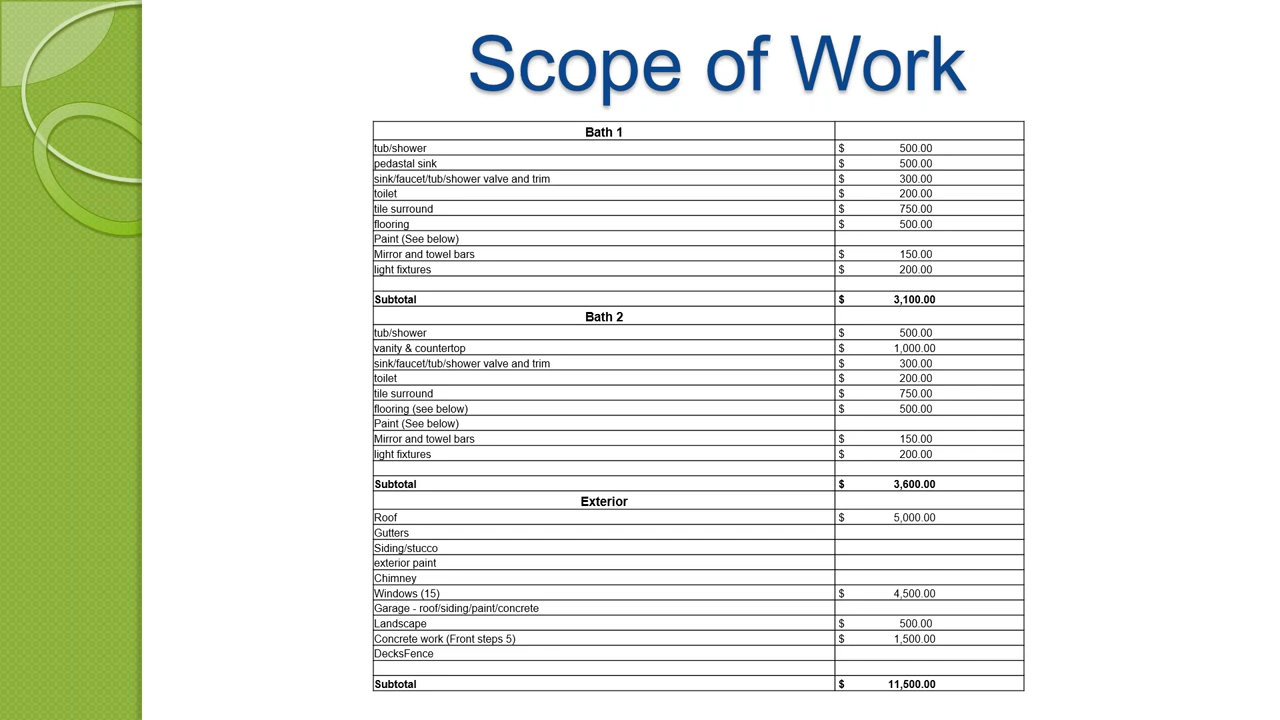 Scope of Work
Bath 1
tub/shower $ 500.00
pedastal sink $ 500.00
sink/faucet/tub/shower valve and trim $ 300.00
toilet $ 200.00
tile surround $ 750.00
flooring $ 500.00
Paint (See below)
Mirror and towel bars $ 150.00
light fixtures $ 200.00
Subtotal $ 3,100.00
Bath 2
tub/shower $ 500.00
vanity & countertop $ 1,000.00
sink/faucet/tub/shower valve and trim $ 300.00
toilet $ 200.00
tile surround $ 750.00
flooring (see below) $ 500.00
Paint (See below)
Mirror and towel bars $ 150.00
light fixtures $ 200.00
Subtotal $ 3,600.00
Exterior
Roof $ 5,000.00
Gutters
Siding/stucco
exterior paint
Chimney
Windows (15) $ 4,500.00
Garage - roof/siding/paint/concrete
Landscape $ 500.00
Concrete work (Front steps 5) $ 1,500.00
DecksFence
Subtotal $ 11,500.00